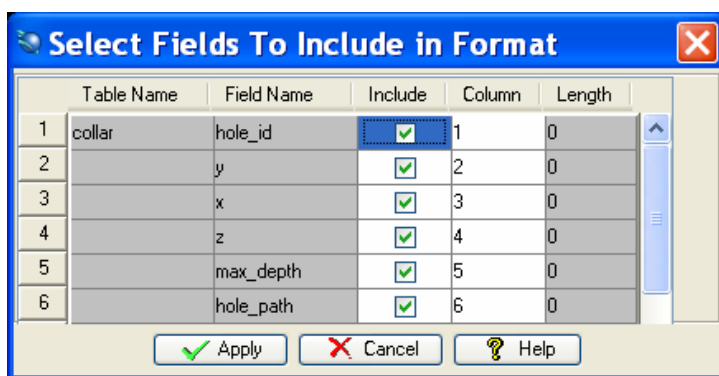 Select Fields To Include in Format
Table Name Field Name Include Column Length
1 collar hole_id 1 0
2 y 2 0
3 x 3 0
4 z 4 0
5 max_depth 5 0
6 hole_path 6 0
Apply Cancel Help